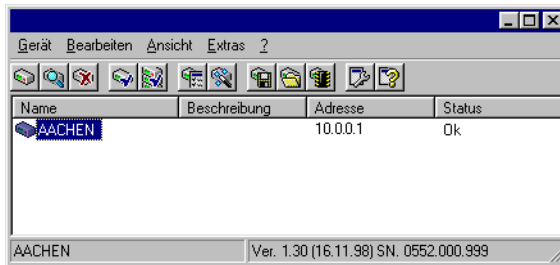 Gerät Bearbeiten Ansicht Extras ?
Name Beschreibung Adresse Status
AACHEN 10.0.0.1 Ok
AACHEN Ver. 1.30 (16.11.98) SN. 0552.000.999